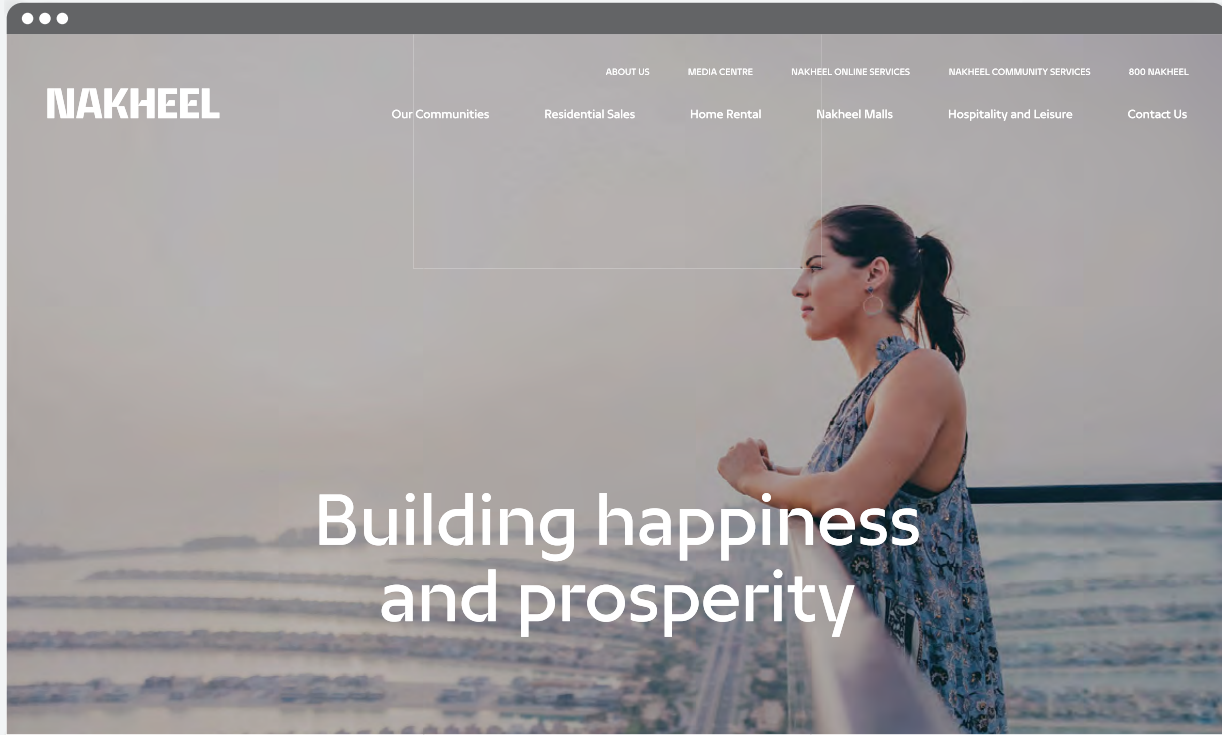 ABOUT US MEDIA CENTRE NAKHEEL ONLINE SERVICES NAKHEEL COMMUNITY SERVICES 800 NAKHEEL
NAKHEEL
Our Communities Residential Sales Home Rental Nakheel Malls Hospitality and Leisure Contact Us
Building happiness
and prosperity